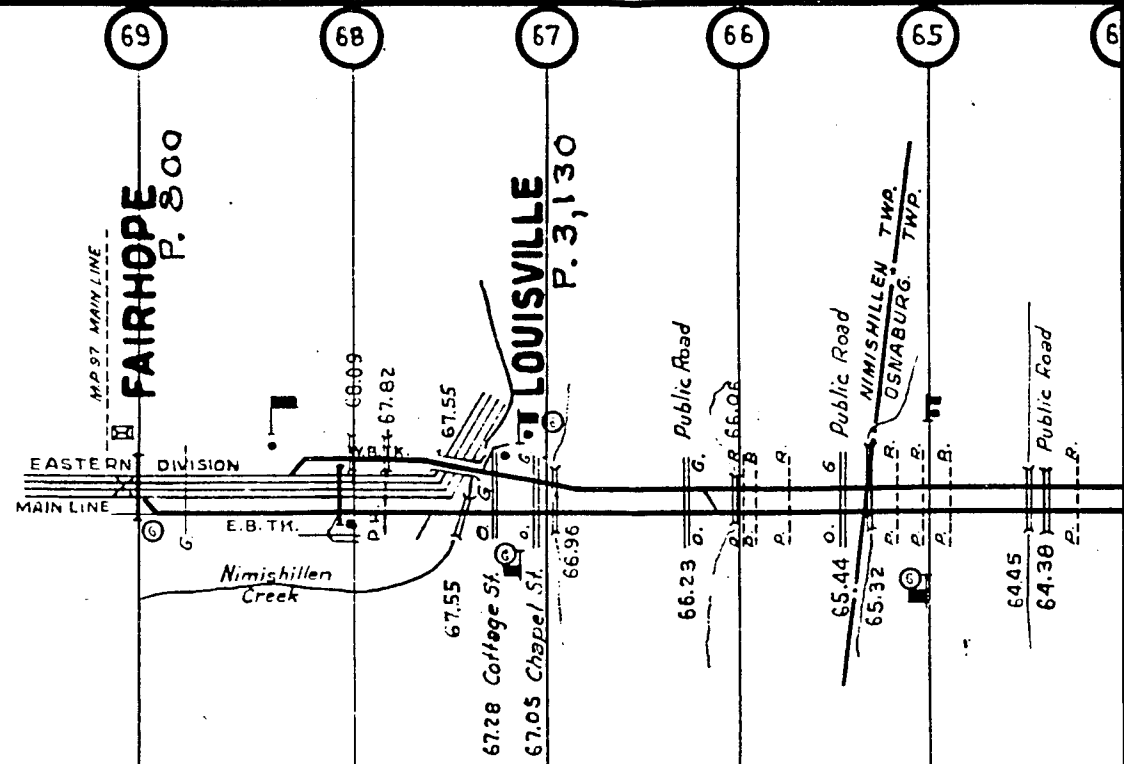 69
68
67
66
65
FAIRHOPE
P. 800
LOUISVILLE
P. 3,130
M.P. 97 MAIN LINE
68.09
67.82
67.55
Public Road
66.06
Public Road
NIMISHILLEN TWP.
OSNABURG. TWP.
Public Road
EASTERN DIVISION
MAIN LINE
W.B.TK.
E.B.TK.
G
G.
P.
G
O.
G
G.
O.
G
G.
O.
R.
P.
B
P.
R.
P.
G
O.
R.
P.
R.
P.
B.
P.
G
R.
P.
Nimishillen
Creek
67.55
67.28 Cottage St.
67.05 Chapel St.
66.96
66.23
65.44
65.32
64.45
64.38